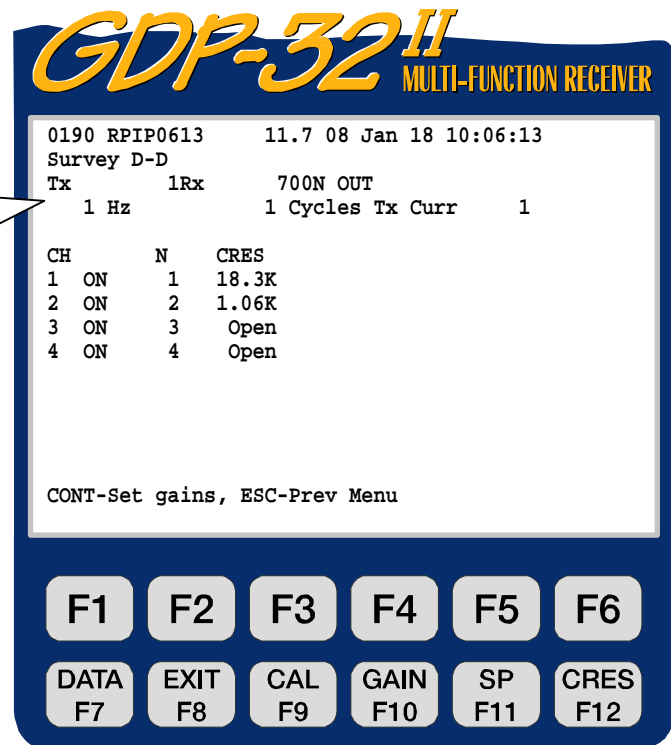 GDP-32 II
MULTI-FUNCTION RECEIVER
0190 RPIP0613 11.7 08 Jan 18 10:06:13
Survey D-D
Tx 1Rx 700N OUT
1 Hz 1 Cycles Tx Curr 1
CH N CRES
1 ON 1 18.3K
2 ON 2 1.06K
3 ON 3 Open
4 ON 4 Open
CONT-Set gains, ESC-Prev Menu
F1 F2 F3 F4 F5 F6
DATA EXIT CAL GAIN SP CRES
F7 F8 F9 F10 F11 F12